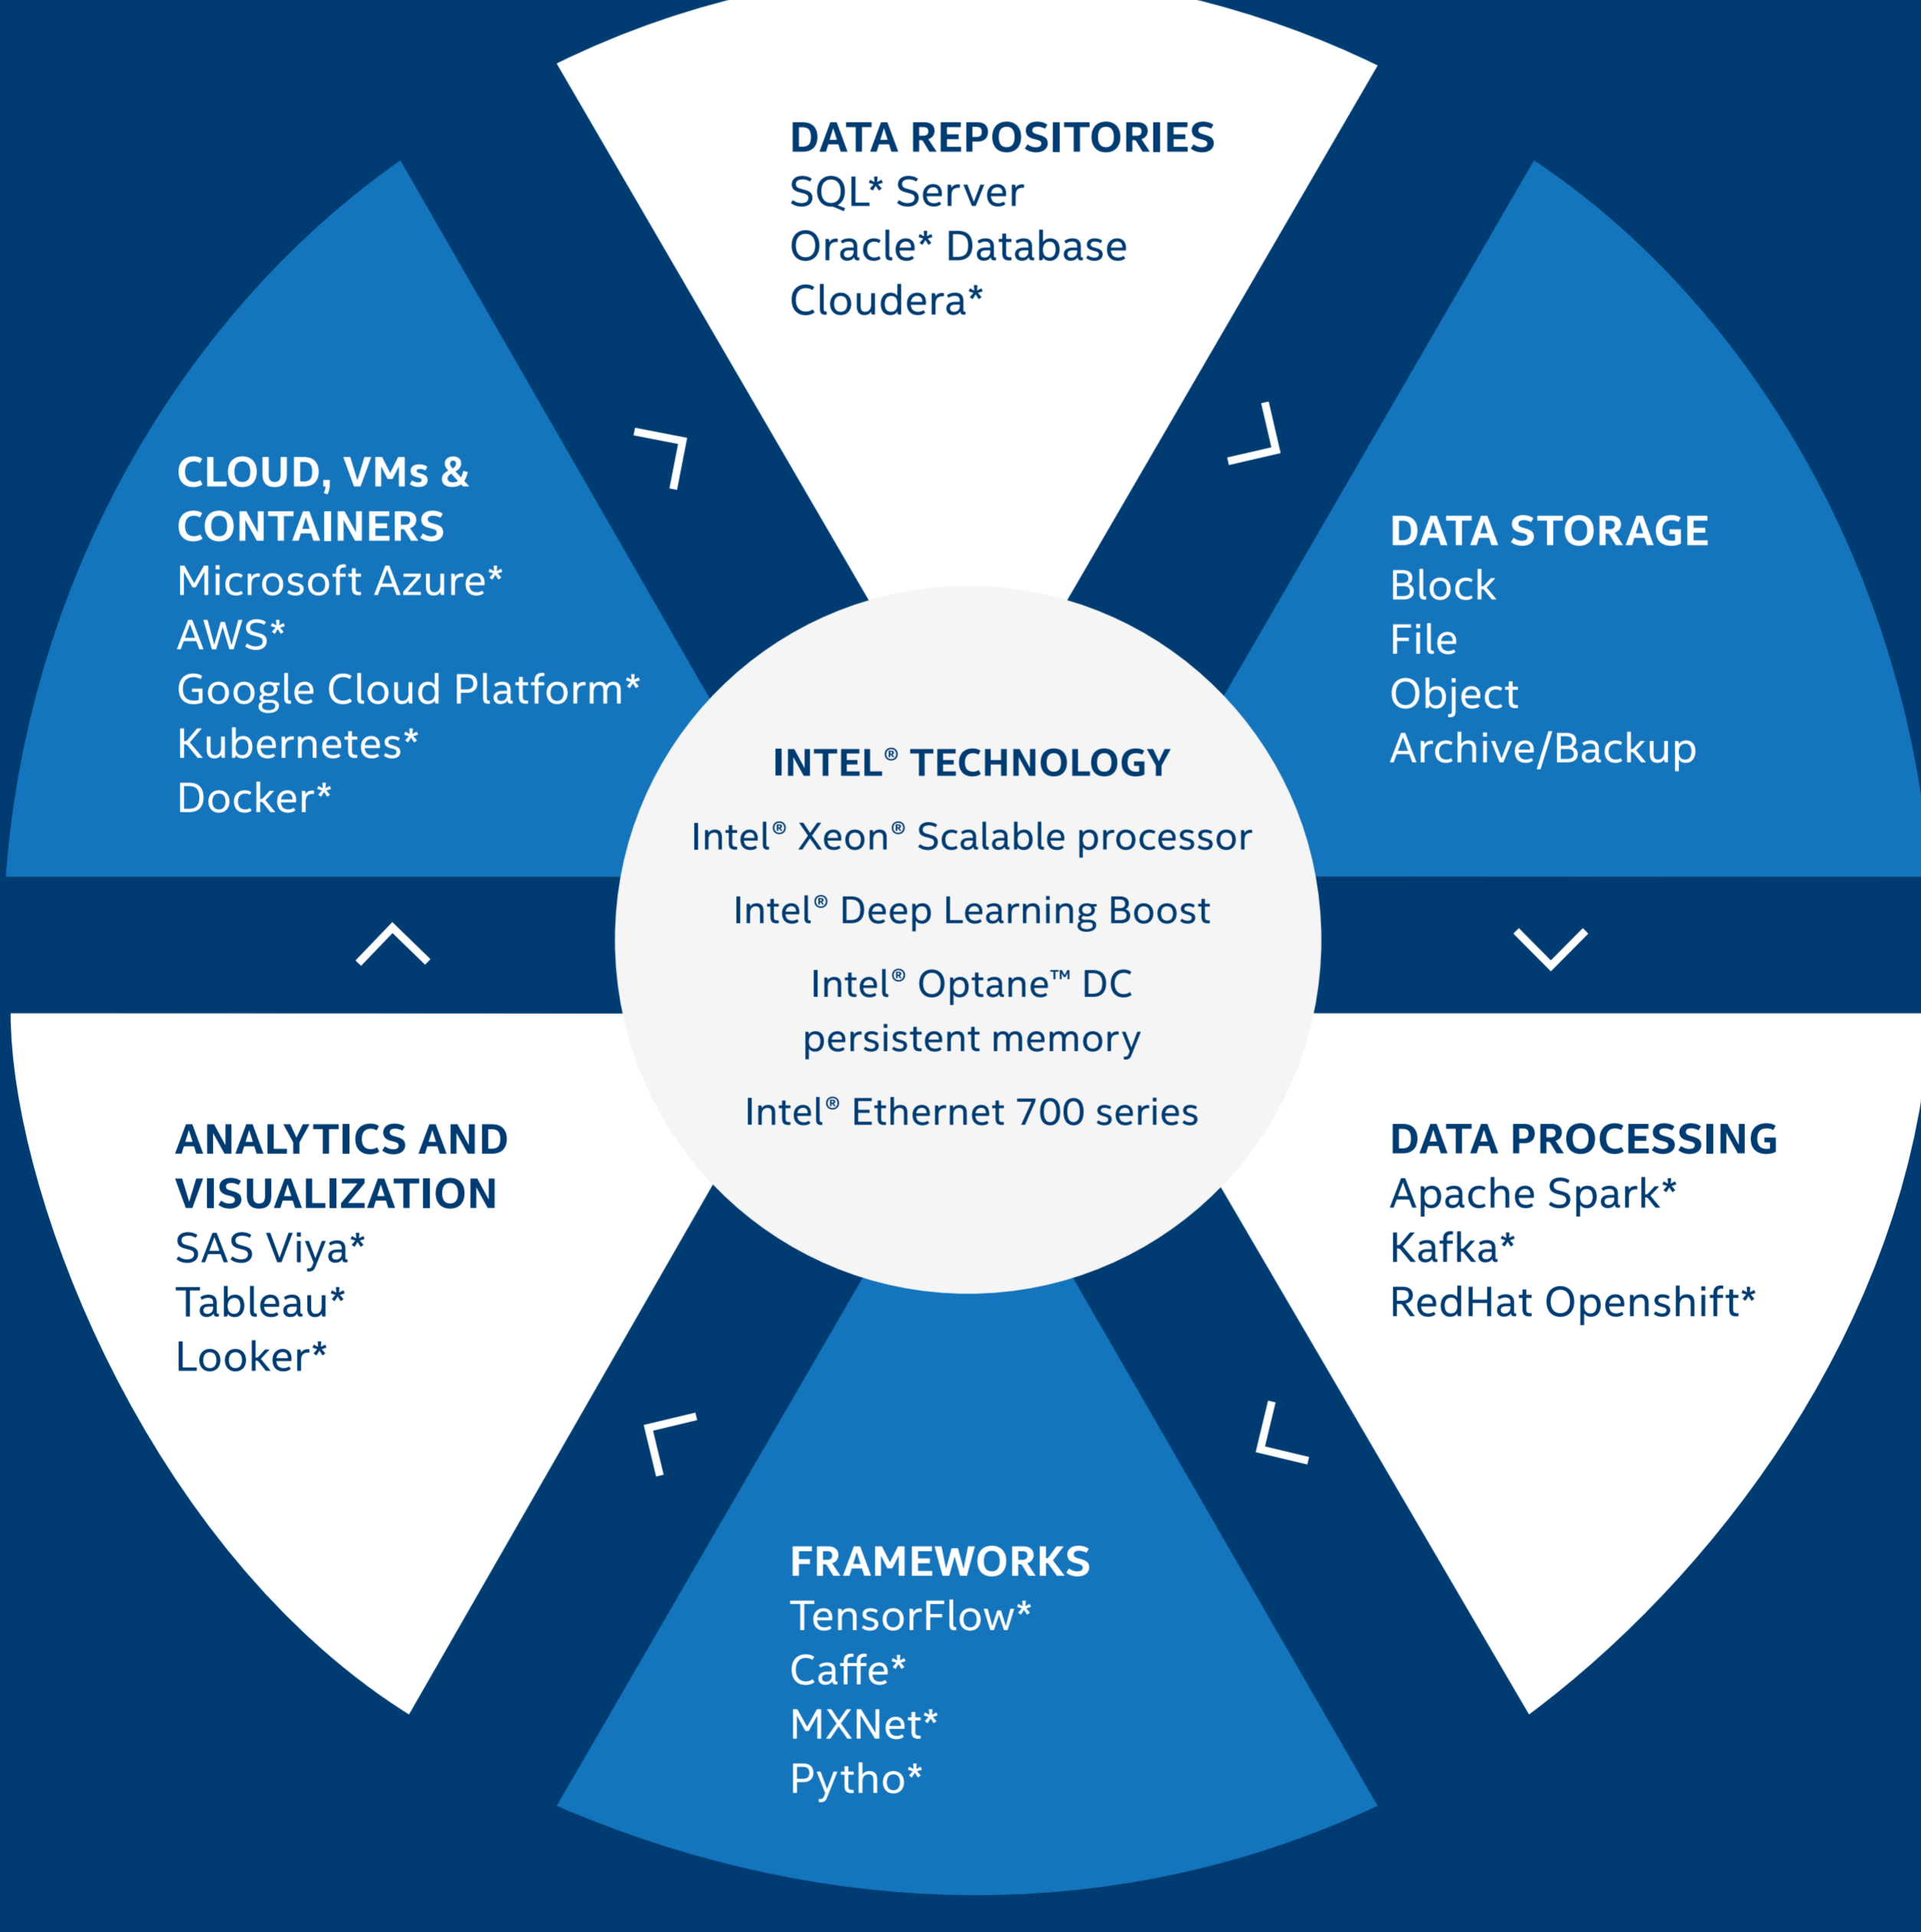 DATA REPOSITORIES
SQL* Server
Oracle* Database
Cloudera*
CLOUD, VMs &
CONTAINERS
Microsoft Azure*
AWS*
Google Cloud Platform*
Kubernetes*
Docker*
DATA STORAGE
Block
File
Object
Archive/Backup
INTEL® TECHNOLOGY
Intel® Xeon® Scalable processor
Intel® Deep Learning Boost
Intel® Optane™ DC
persistent memory
Intel® Ethernet 700 series
ANALYTICS AND
VISUALIZATION
SAS Viya*
Tableau*
Looker*
DATA PROCESSING
Apache Spark*
Kafka*
RedHat Openshift*
FRAMEWORKS
TensorFlow*
Caffe*
MXNet*
Pytho*